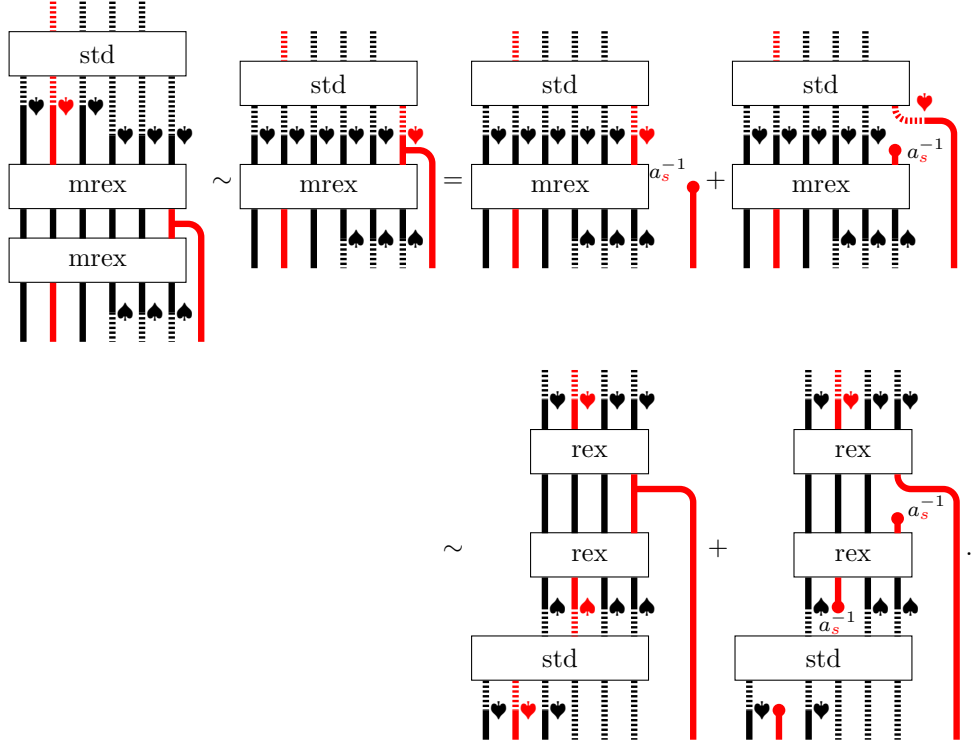 std
mrex
mrex
∼
std
mrex
=
std
mrex
a_s^{-1}
+
std
a_s^{-1}
mrex
∼
rex
rex
std
+
rex
a_s^{-1}
rex
a_s^{-1}
std
.